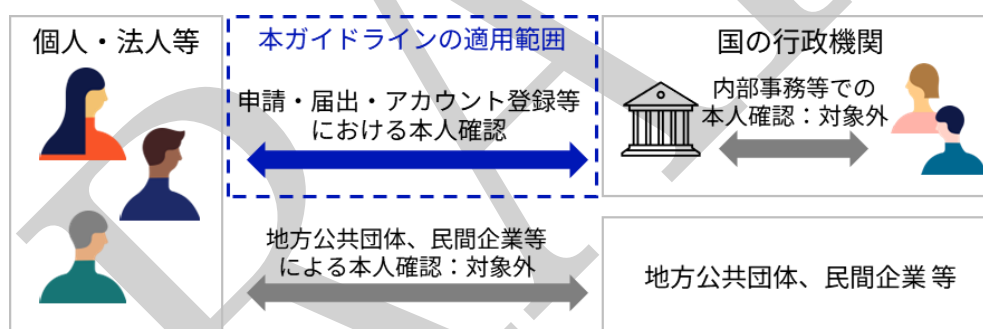 個人・法人等
本ガイドラインの適用範囲
申請・届出・アカウント登録等
における本人確認
国の行政機関
内部事務等での
本人確認：対象外
地方公共団体、民間企業等
による本人確認：対象外
地方公共団体、民間企業 等